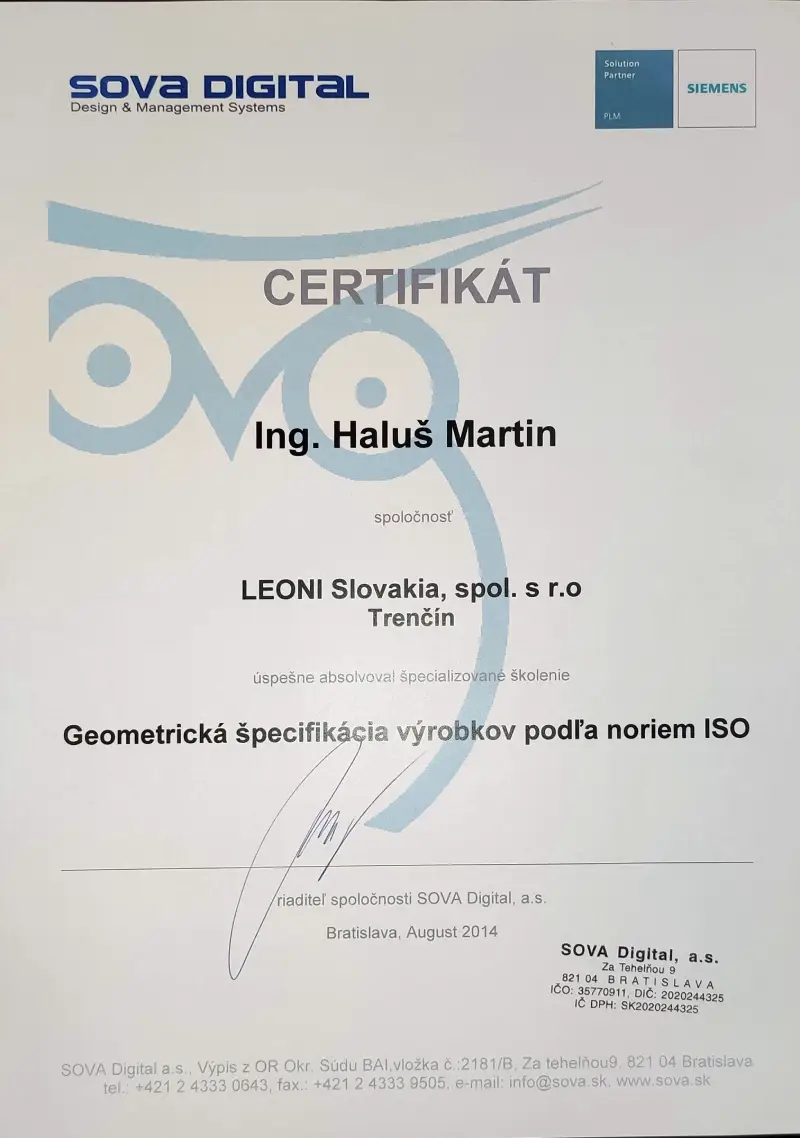 SOVA DIGITAL
Design & Management Systems
Solution
Partner
PLM
SIEMENS
CERTIFIKÁT
Ing. Haluš Martin
spoločnosť
LEONI Slovakia, spol. s r.o
Trenčín
úspešne absolvoval špecializované školenie
Geometrická špecifikácia výrobkov podľa noriem ISO
riaditeľ spoločnosti SOVA Digital, a.s.
Bratislava, August 2014
SOVA Digital, a.s.
Za Tehelňou 9
821 04 BRATISLAVA
IČO: 35770911, DIČ: 2020244325
IČ DPH: SK2020244325
SOVA Digital a.s., Výpis z OR Okr. Súdu BAI,vložka č.:2181/B, Za tehelňou9, 821 04 Bratislava
tel.: +421 2 4333 0643, fax.: +421 2 4333 9505, e-mail: info@sova.sk, www.sova.sk